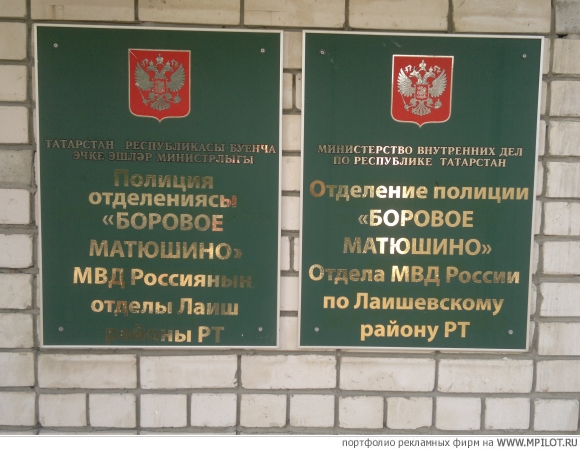 ТАТАРСТАН РЕСПУБЛИКАСЫ БУЕНЧА
ЭЧКЕ ЭШЛӘР МИНИСТРЛЫГЫ
Полиция
отделениясы
«БОРОВОЕ
МАТЮШИНО»
МВД Россиянын
отделы Лаиш
районы РТ
МИНИСТЕРСТВО ВНУТРЕННИХ ДЕЛ
ПО РЕСПУБЛИКЕ ТАТАРСТАН
Отделение полиции
«БОРОВОЕ
МАТЮШИНО»
Отдела МВД России
по Лаишевскому
району РТ
портфолио рекламных фирм на WWW.MPILOT.RU